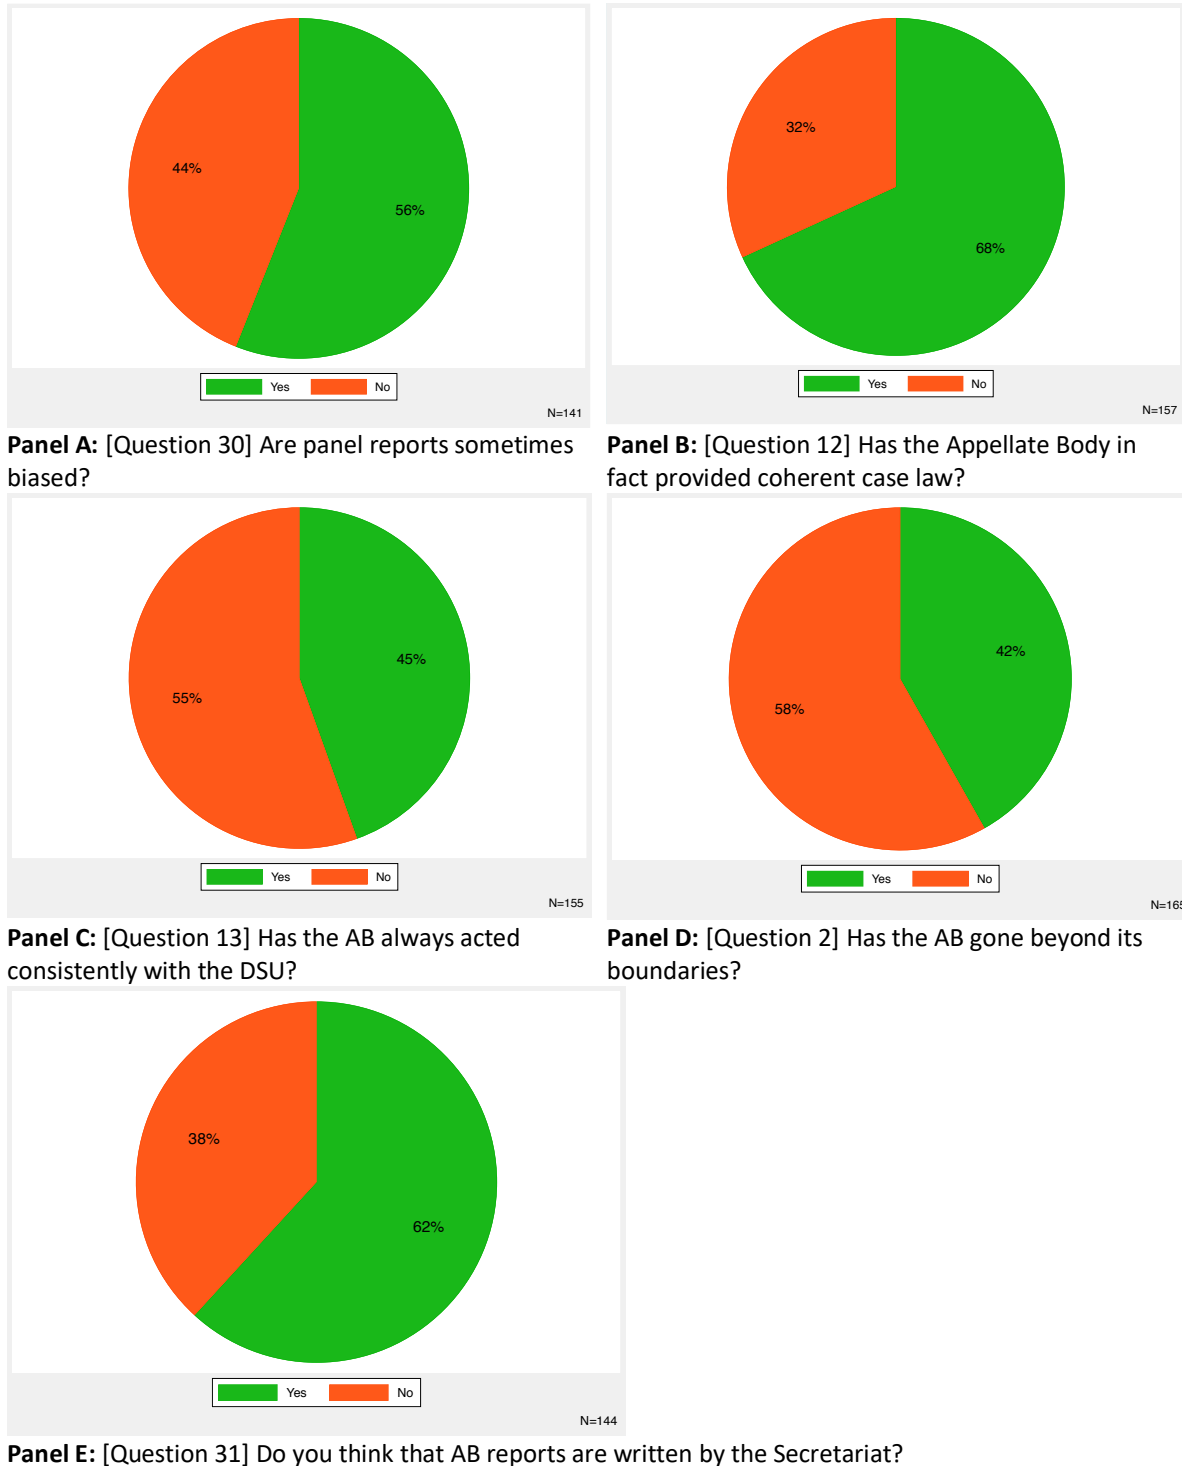 44%
56%
Yes No
N=141
Panel A: [Question 30] Are panel reports sometimes
biased?
32%
68%
Yes No
N=157
Panel B: [Question 12] Has the Appellate Body in
fact provided coherent case law?
45%
55%
Yes No
N=155
Panel C: [Question 13] Has the AB always acted
consistently with the DSU?
42%
58%
Yes No
N=165
Panel D: [Question 2] Has the AB gone beyond its
boundaries?
38%
62%
Yes No
N=144
Panel E: [Question 31] Do you think that AB reports are written by the Secretariat?